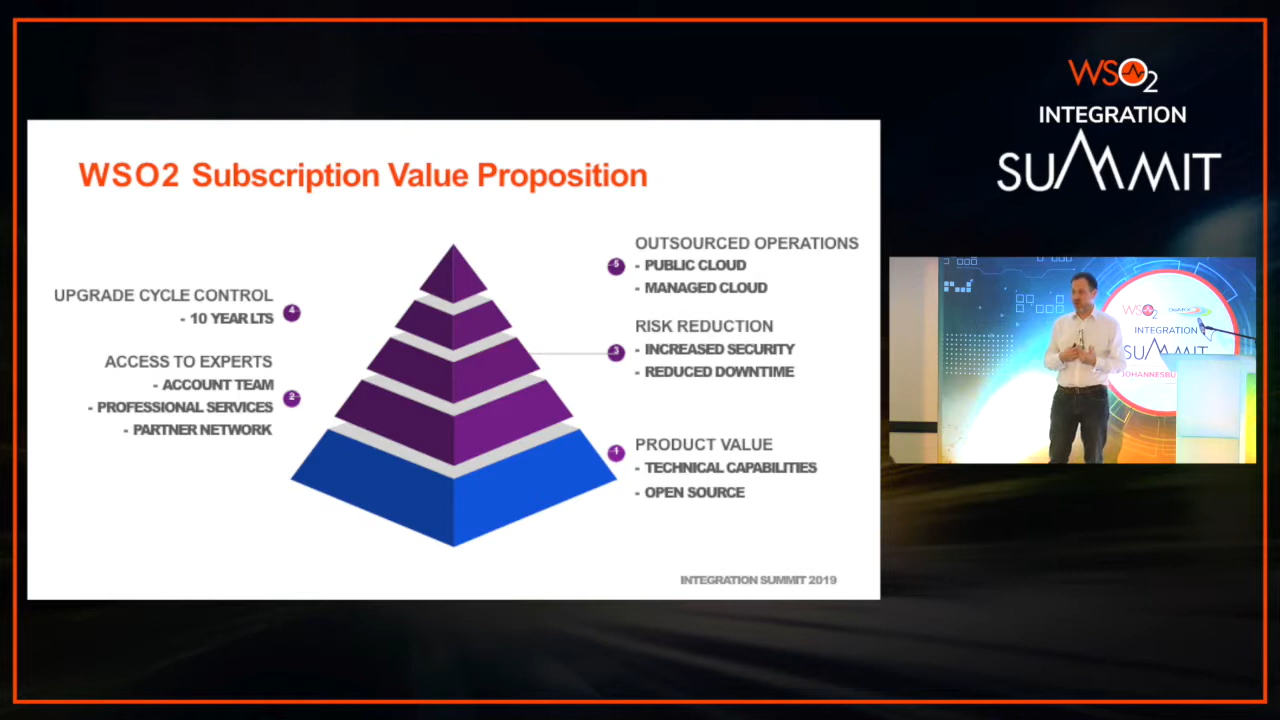 WSO2
INTEGRATION
SUMMIT
WSO2 Subscription Value Proposition
OUTSOURCED OPERATIONS
- PUBLIC CLOUD
- MANAGED CLOUD
5
UPGRADE CYCLE CONTROL
- 10 YEAR LTS
4
RISK REDUCTION
- INCREASED SECURITY
- REDUCED DOWNTIME
3
ACCESS TO EXPERTS
- ACCOUNT TEAM
- PROFESSIONAL SERVICES
- PARTNER NETWORK
2
PRODUCT VALUE
- TECHNICAL CAPABILITIES
- OPEN SOURCE
1
INTEGRATION SUMMIT 2019
WSO2
INTEGRATION
SUMMIT